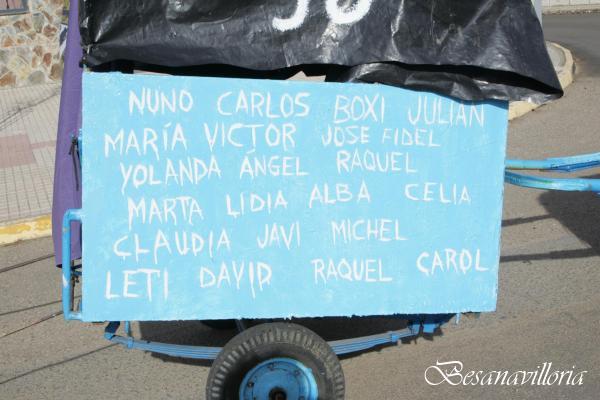 NUNO CARLOS BOXI JULIAN
MARÍA VICTOR JOSE FIDEL
YOLANDA ÁNGEL RAQUEL
MARTA LIDIA ALBA CELIA
CLAUDIA JAVI MICHEL
LETI DAVID RAQUEL CAROL
Besanavilloria